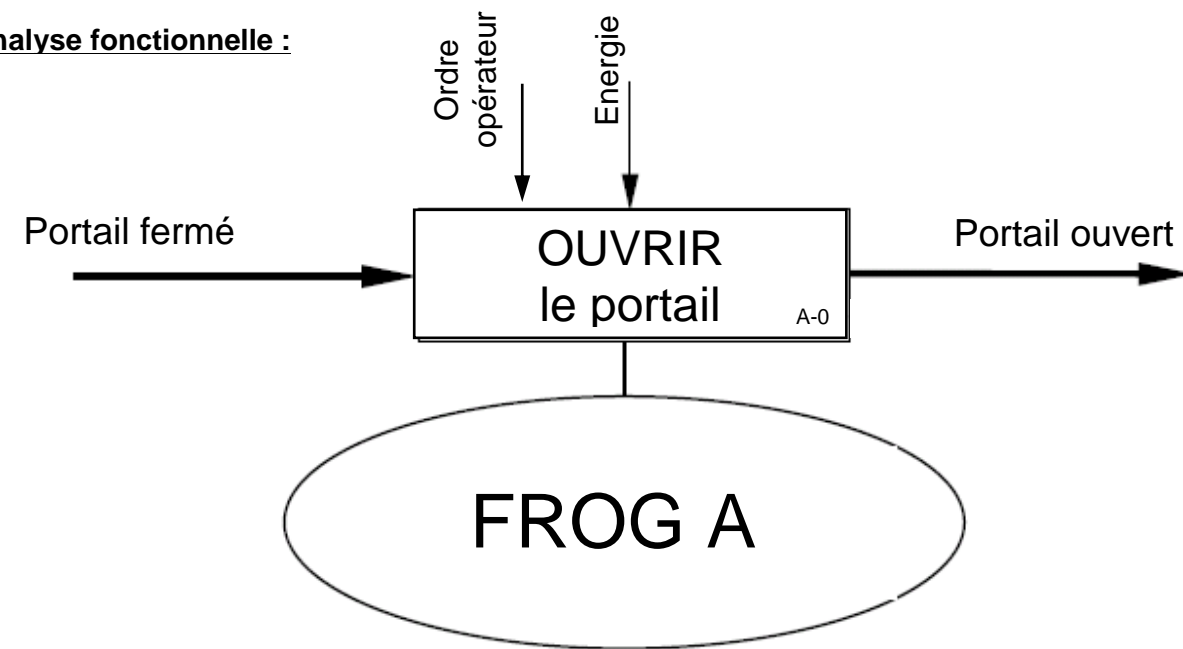 nalyse fonctionnelle :
Ordre
opérateur
Energie
Portail fermé
OUVRIR
le portail
A-0
Portail ouvert
FROG A